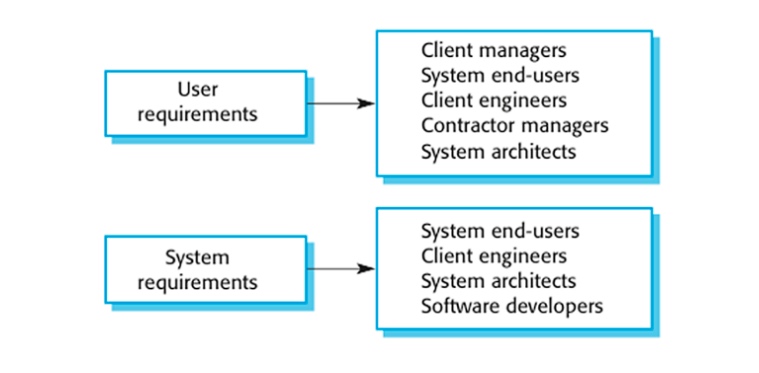 User
requirements
Client managers
System end-users
Client engineers
Contractor managers
System architects
System
requirements
System end-users
Client engineers
System architects
Software developers